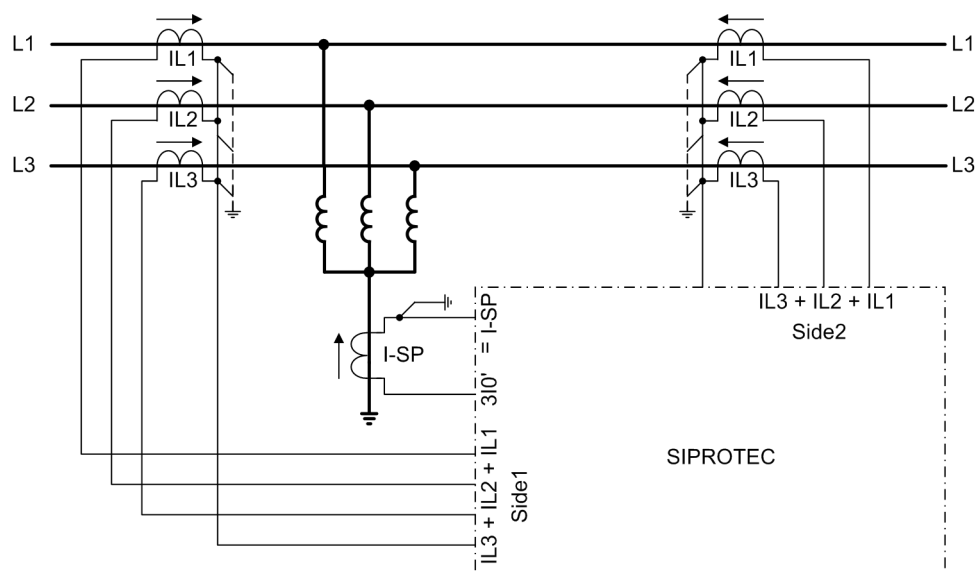 L1
L1
IL1
IL1
L2
L2
IL2
IL2
L3
L3
IL3
IL3
IL3 + IL2 + IL1
Side2
I-SP
3I0' = I-SP
SIPROTEC
IL3 + IL2 + IL1
Side1